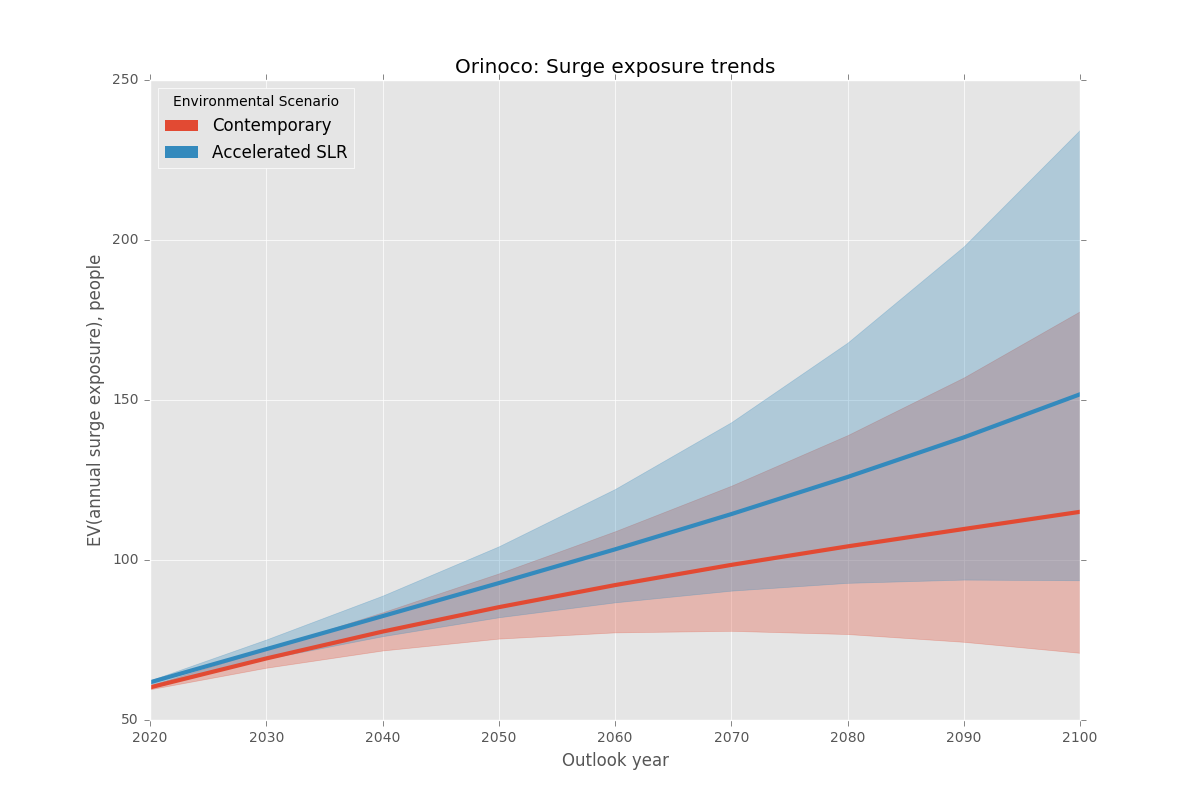 Orinoco: Surge exposure trends
Environmental Scenario
Contemporary
Accelerated SLR
250
200
150
100
50
EV(annual surge exposure), people
2020 2030 2040 2050 2060 2070 2080 2090 2100
Outlook year